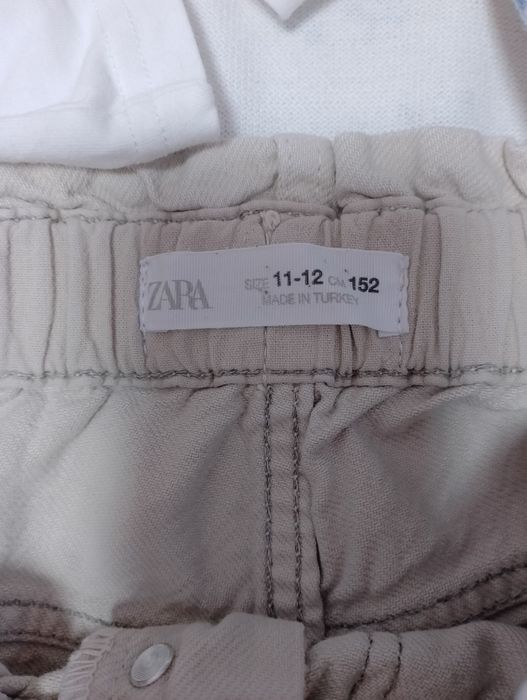 ZARA
SIZE 11-12 CM 152
MADE IN TURKEY